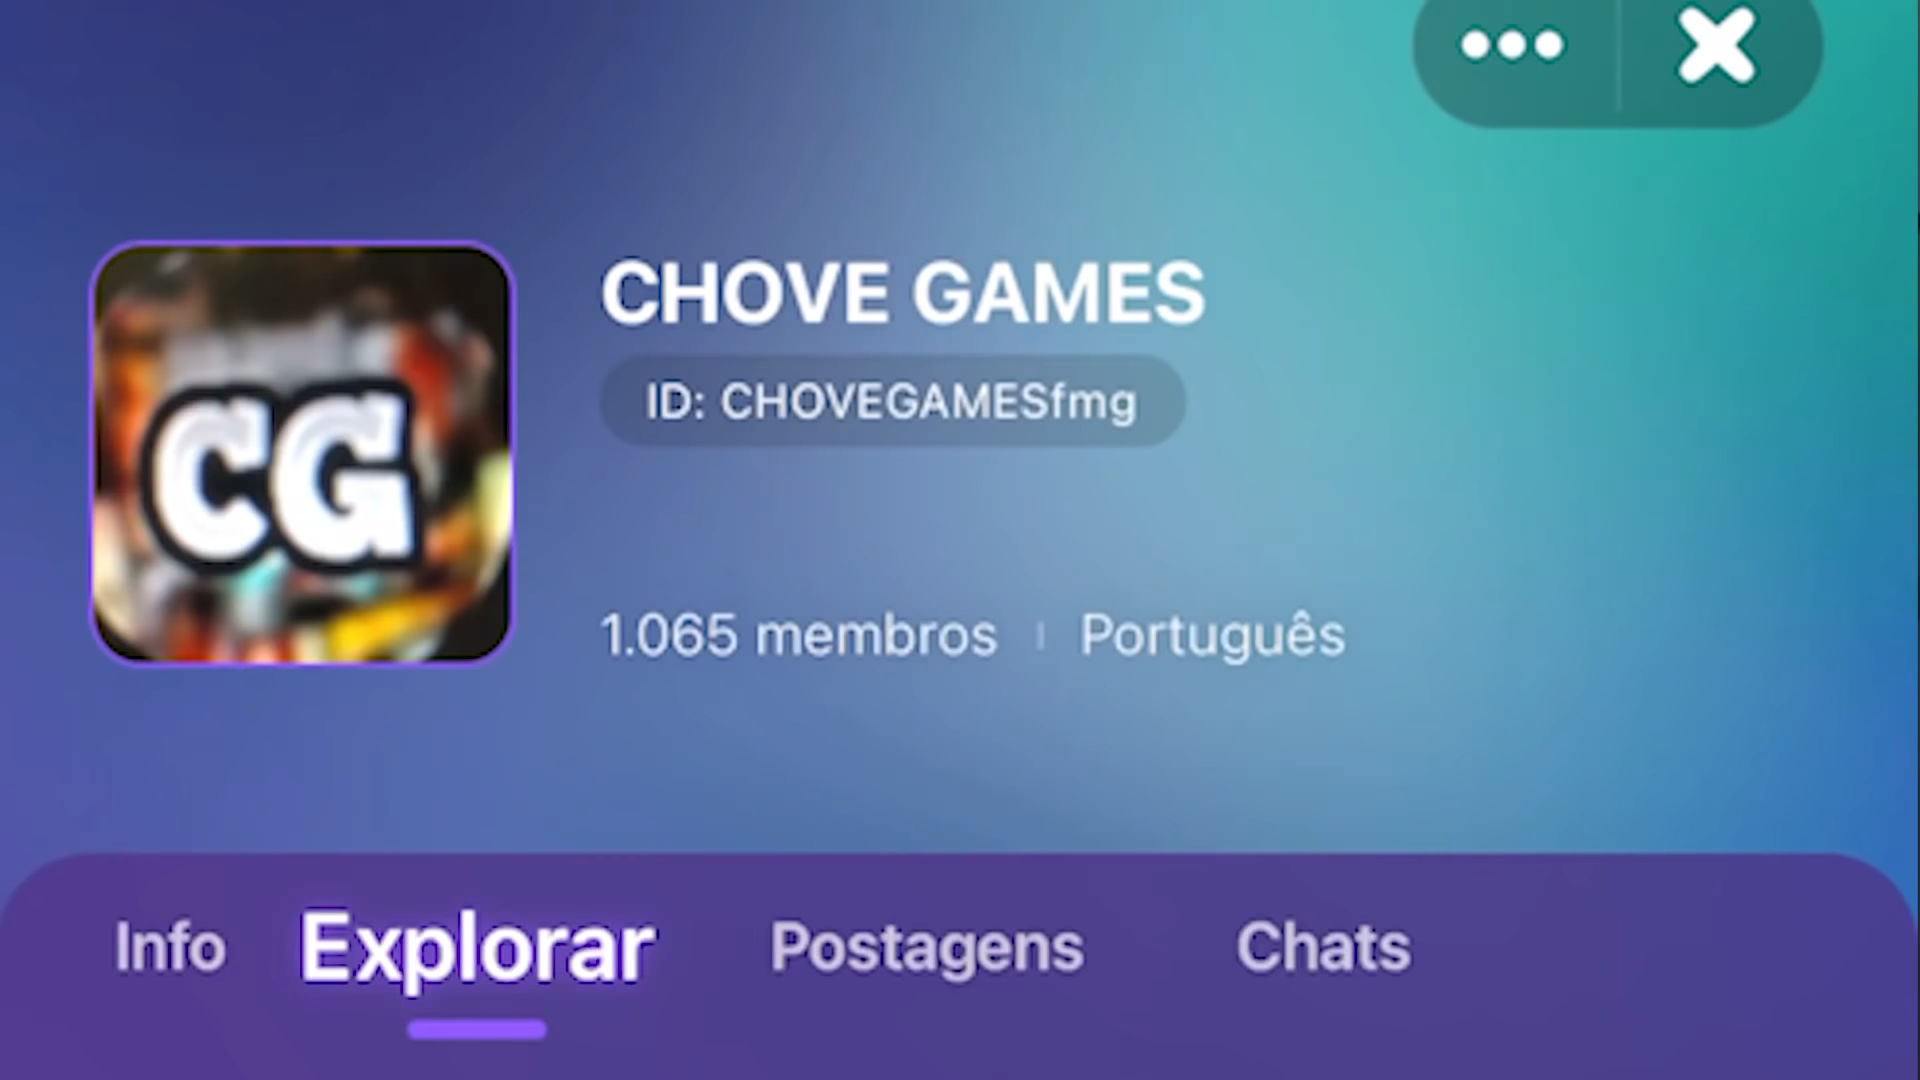 CHOVE GAMES
ID: CHOVEGAMESfmg
CG
1.065 membros | Português
Info Explorar Postagens Chats